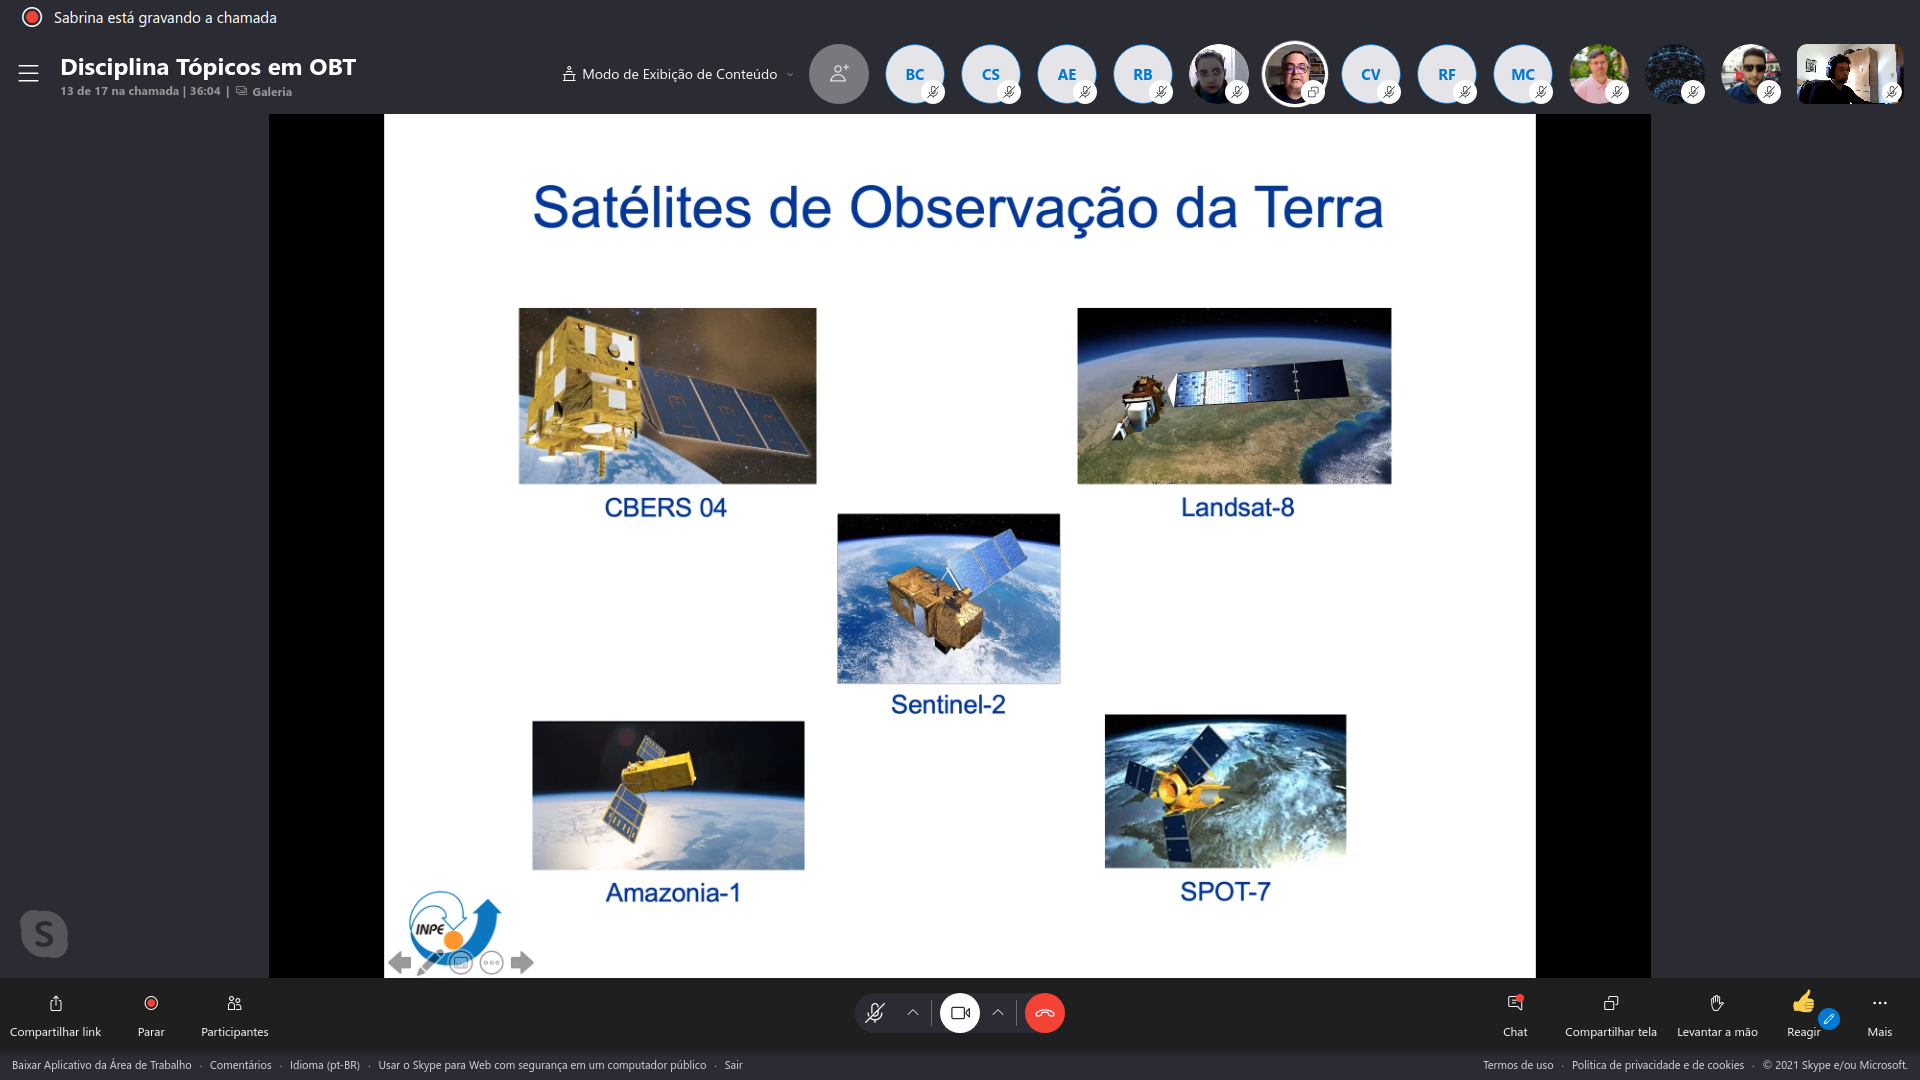 Sabrina está gravando a chamada
Disciplina Tópicos em OBT
13 de 17 na chamada | 36:04 | Galeria
Modo de Exibição de Conteúdo
BC
CS
AE
RB
CV
RF
MC
Satélites de Observação da Terra
CBERS 04
Landsat-8
Sentinel-2
Amazonia-1
SPOT-7
INPE
S
Compartilhar link
Parar
Participantes
Chat
Compartilhar tela
Levantar a mão
Reagir
Mais
Baixar Aplicativo da Área de Trabalho · Comentários · Idioma (pt-BR) · Usar o Skype para Web com segurança em um computador público · Sair
Termos de uso · Política de privacidade e de cookies · © 2021 Skype e/ou Microsoft.